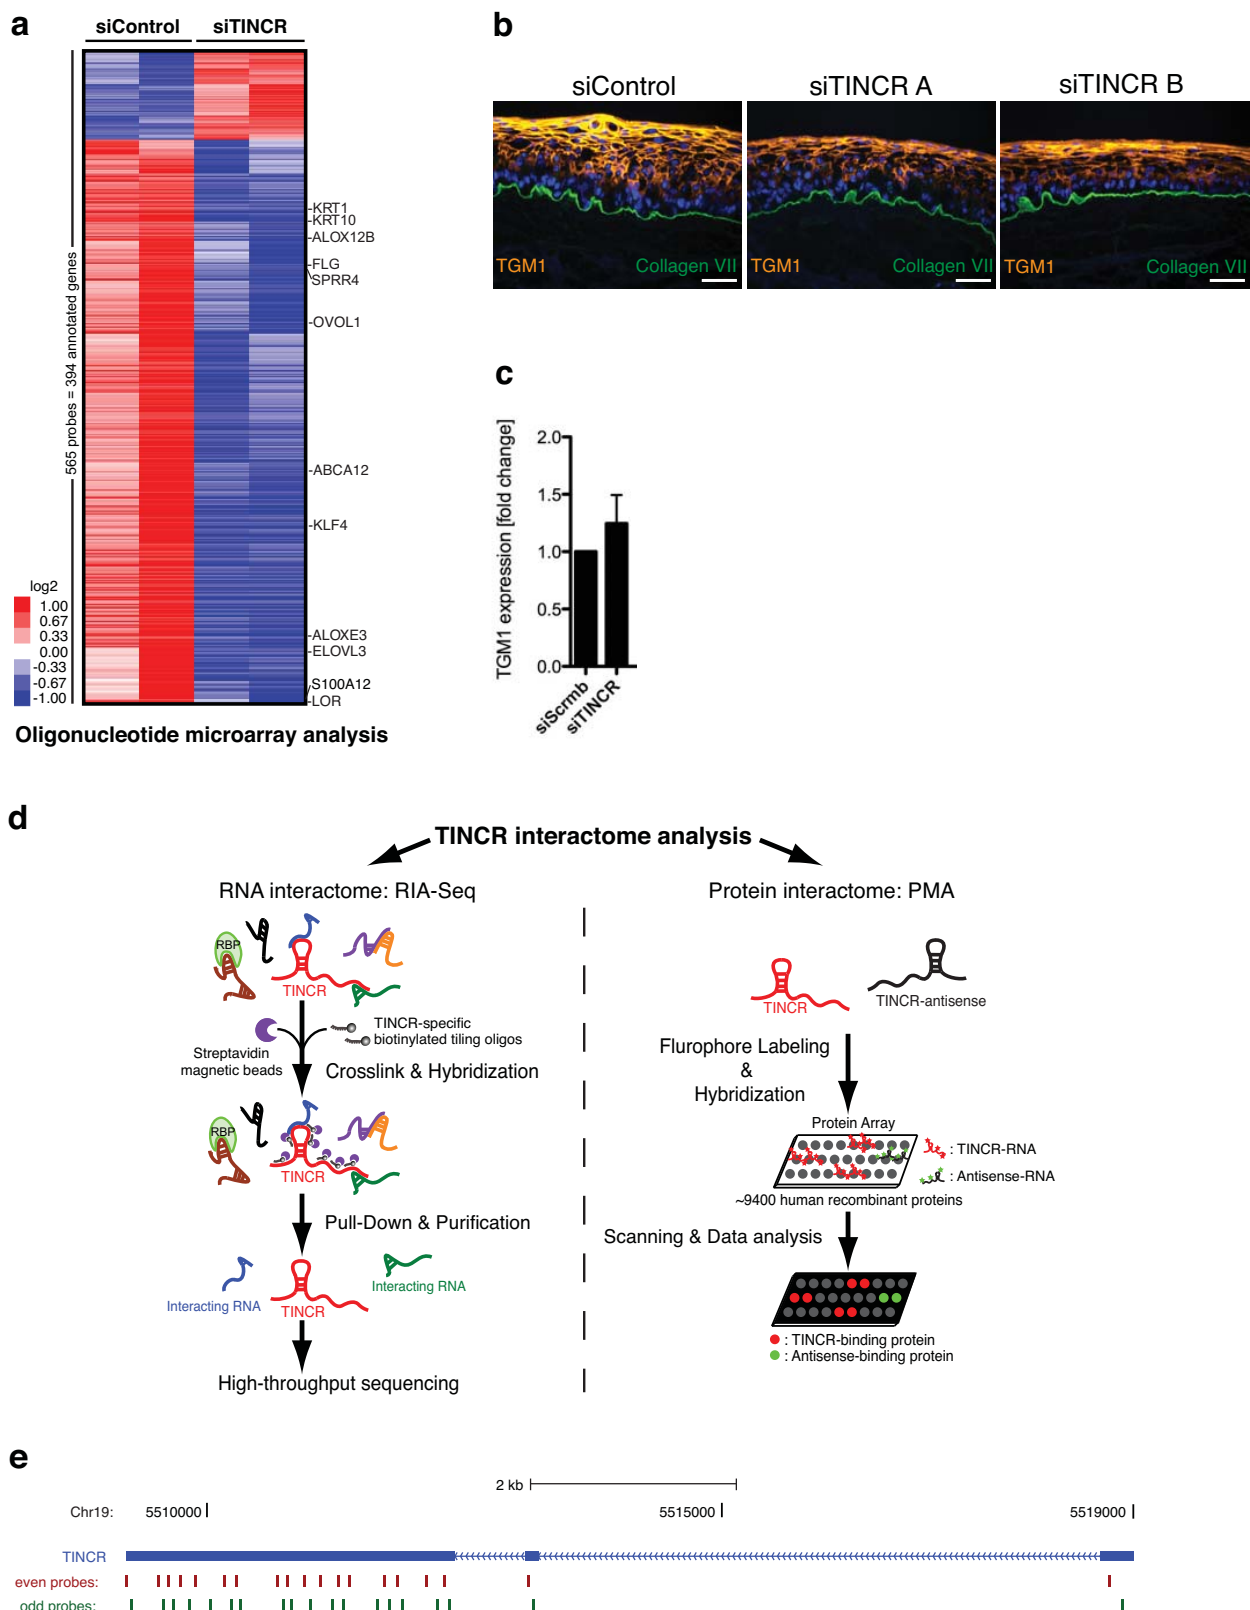 a
siControl
siTINCR
565 probes = 394 annotated genes
-KRT1
-KRT10
-ALOX12B
-FLG
SPRR4
-OVOL1
-ABCA12
-KLF4
-ALOXE3
-ELOVL3
S100A12
-LOR
log2
1.00
0.67
0.33
0.00
-0.33
-0.67
-1.00
Oligonucleotide microarray analysis
b
siControl
siTINCR A
siTINCR B
TGM1
Collagen VII
TGM1
Collagen VII
TGM1
Collagen VII
c
TGM1 expression [fold change]
2.0
1.5
1.0
0.5
0.0
siScrmb
siTINCR
d
TINCR interactome analysis
RNA interactome: RIA-Seq
RBP
TINCR
Streptavidin
magnetic beads
TINCR-specific
biotinylated tiling oligos
Crosslink & Hybridization
RBP
TINCR
Pull-Down & Purification
Interacting RNA
TINCR
Interacting RNA
High-throughput sequencing
Protein interactome: PMA
TINCR
TINCR-antisense
Flurophore Labeling
&
Hybridization
Protein Array
: TINCR-RNA
: Antisense-RNA
~9400 human recombinant proteins
Scanning & Data analysis
: TINCR-binding protein
: Antisense-binding protein
e
2 kb
Chr19:
5510000
5515000
5519000
TINCR
even probes:
odd probes: